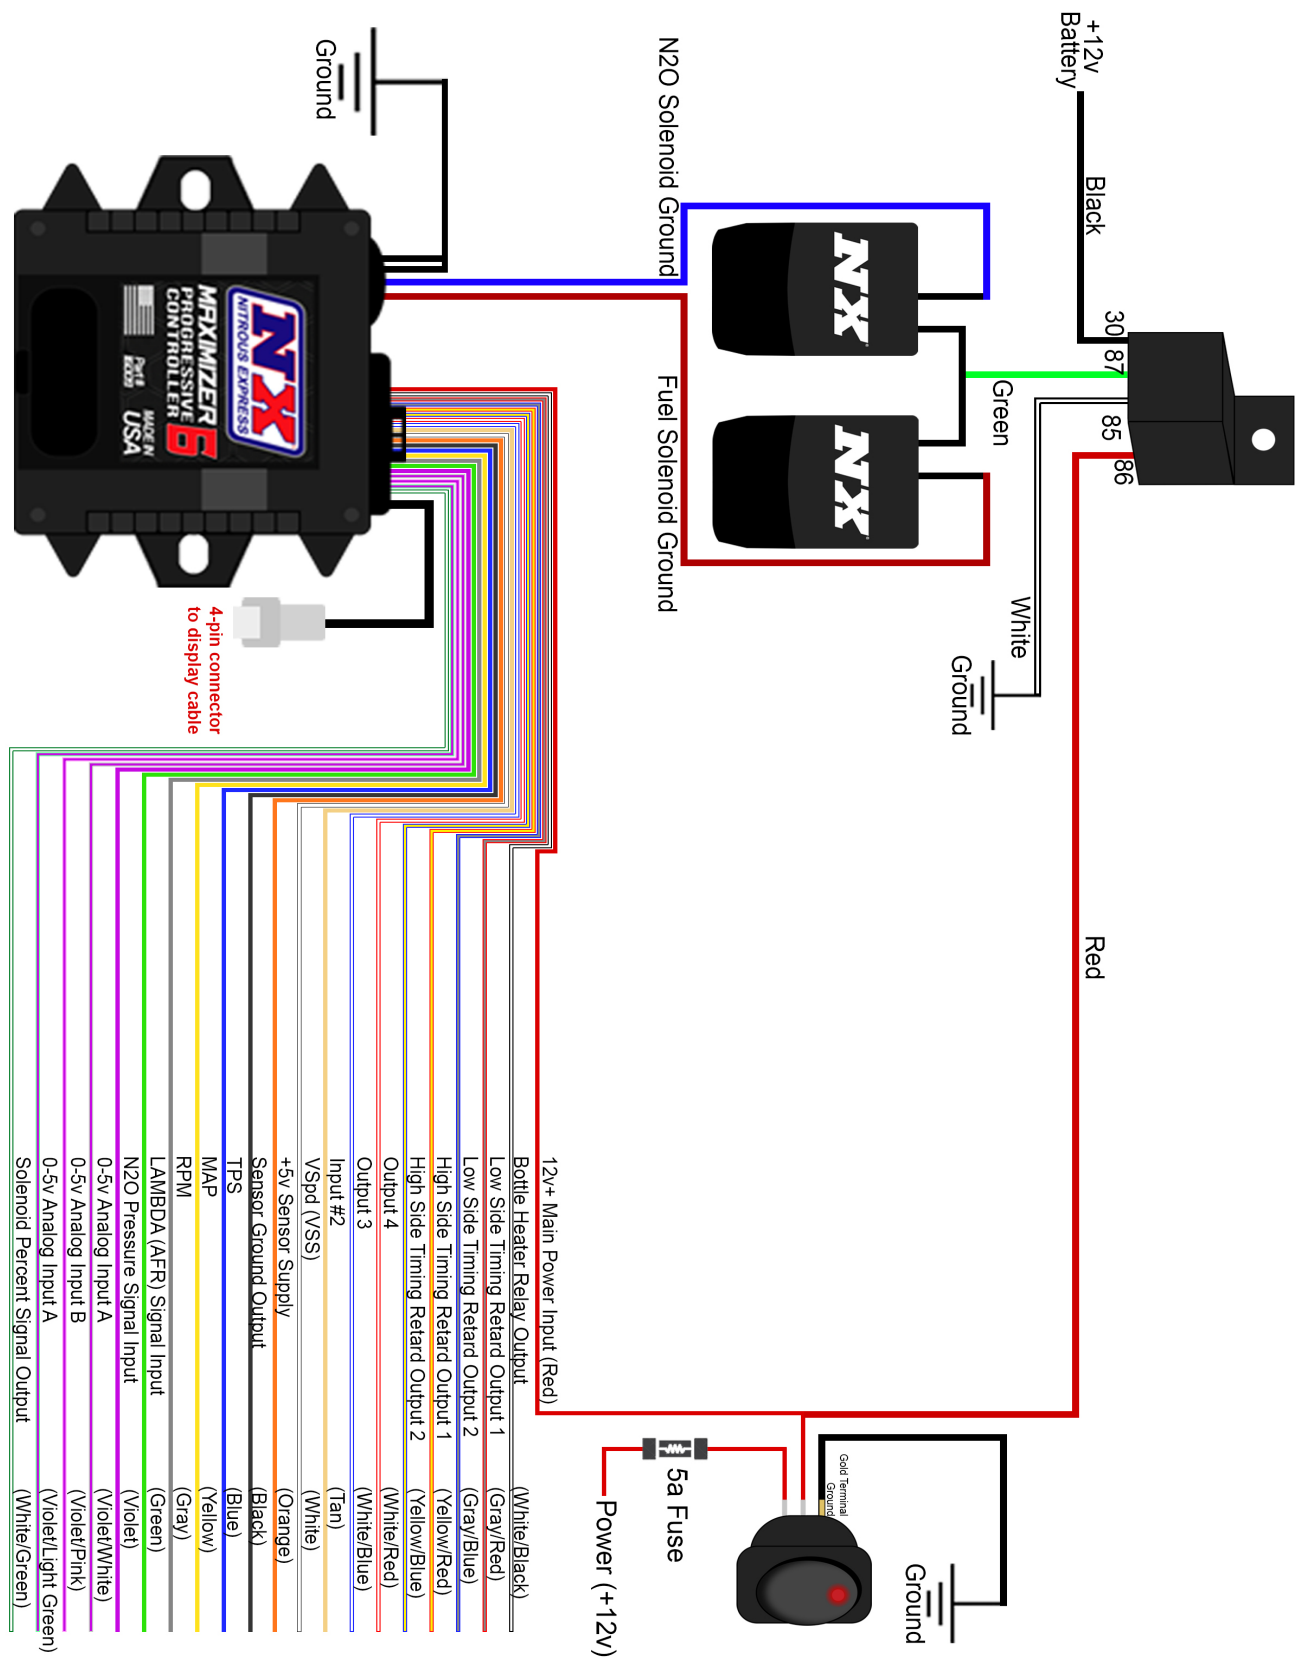 +12v
Battery
Black
30
87
85
86
Green
White
Ground
Red
N2O Solenoid Ground
Fuel Solenoid Ground
NX
NX
Ground
NX
NITROUS EXPRESS
MAXIMIZER 6
PROGRESSIVE
CONTROLLER
MADE IN
USA
4-pin connector
to display cable
12v+ Main Power Input (Red)
Bottle Heater Relay Output (White/Black)
Low Side Timing Retard Output 1 (Gray/Red)
Low Side Timing Retard Output 2 (Gray/Blue)
High Side Timing Retard Output 1 (Yellow/Red)
High Side Timing Retard Output 2 (Yellow/Blue)
Output 4 (White/Red)
Output 3 (White/Blue)
Input #2 (Tan)
VSpd (VSS) (White)
+5v Sensor Supply (Orange)
Sensor Ground Output (Black)
TPS (Blue)
MAP (Yellow)
RPM (Gray)
LAMBDA (AFR) Signal Input (Green)
N2O Pressure Signal Input (Violet)
0-5v Analog Input A (Violet/White)
0-5v Analog Input B (Violet/Pink)
0-5v Analog Input A (Violet/Light Green)
Solenoid Percent Signal Output (White/Green)
Gold Terminal
Ground
Ground
5a Fuse
Power (+12v)